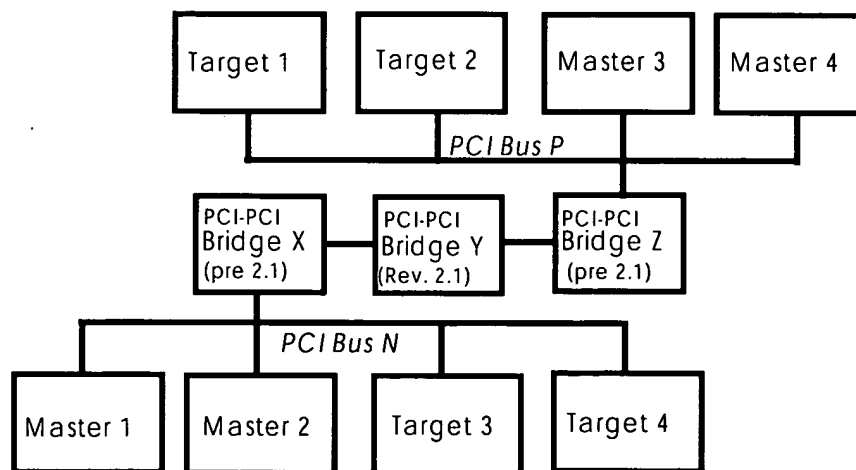 Target 1
Target 2
Master 3
Master 4
PCI Bus P
PCI-PCI
Bridge X
(pre 2.1)
PCI-PCI
Bridge Y
(Rev. 2.1)
PCI-PCI
Bridge Z
(pre 2.1)
PCI Bus N
Master 1
Master 2
Target 3
Target 4